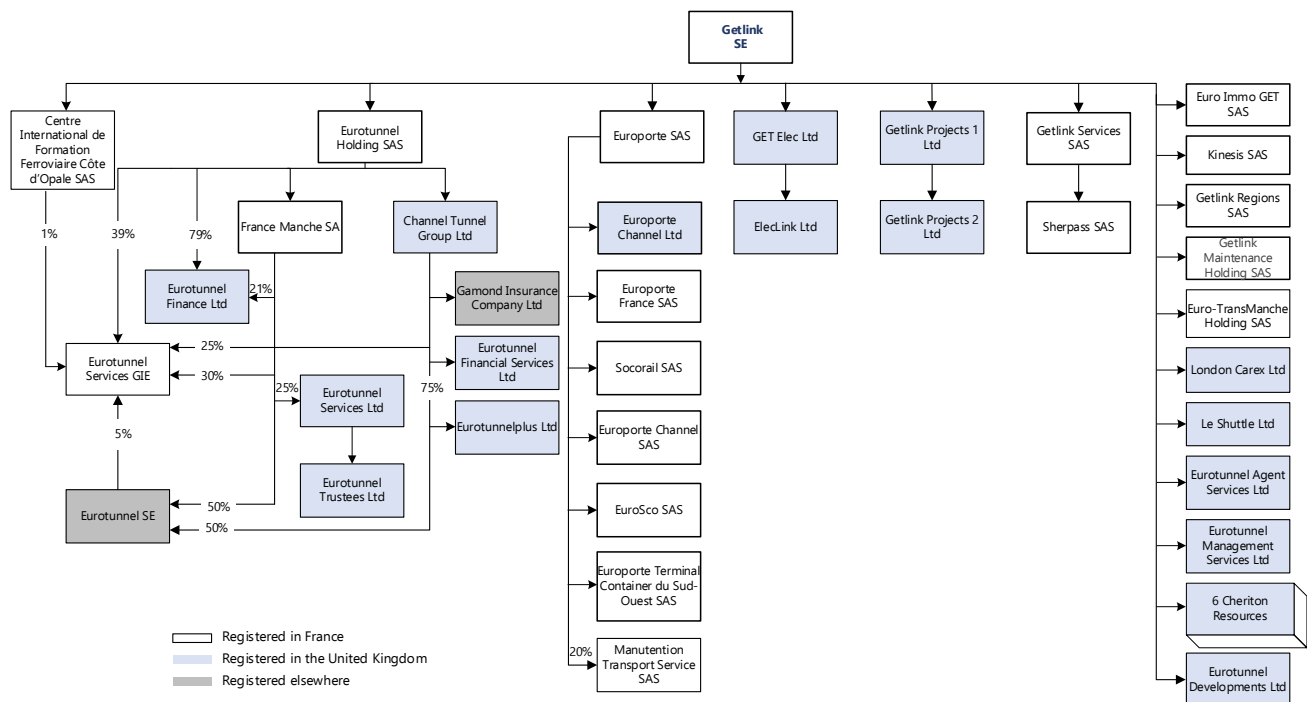 Getlink
SE
Centre
International de
Formation
Ferroviaire Côte
d'Opale SAS
Eurotunnel
Holding SAS
Europorte SAS
GET Elec Ltd
Getlink Projects 1
Ltd
Getlink Services
SAS
Euro Immo GET
SAS
Kinesis SAS
Getlink Regions
SAS
Getlink
Maintenance
Holding SAS
Euro-TransManche
Holding SAS
London Carex Ltd
Le Shuttle Ltd
Eurotunnel Agent
Services Ltd
Eurotunnel
Management
Services Ltd
6 Cheriton
Resources
Eurotunnel
Developments Ltd
1%
39%
79%
France Manche SA
Channel Tunnel
Group Ltd
Europorte
Channel Ltd
ElecLink Ltd
Getlink Projects 2
Ltd
Sherpass SAS
Eurotunnel
Finance Ltd
21%
Gamond Insurance
Company Ltd
Europorte
France SAS
Eurotunnel
Services GIE
25%
30%
Eurotunnel
Financial Services
Ltd
Socorail SAS
25%
Eurotunnel
Services Ltd
75%
Eurotunnelplus Ltd
Europorte Channel
SAS
5%
Eurotunnel
Trustees Ltd
Eurotunnel SE
50%
50%
EuroSco SAS
Europorte Terminal
Container du Sud-
Ouest SAS
20%
Manutention
Transport Service
SAS
Registered in France
Registered in the United Kingdom
Registered elsewhere